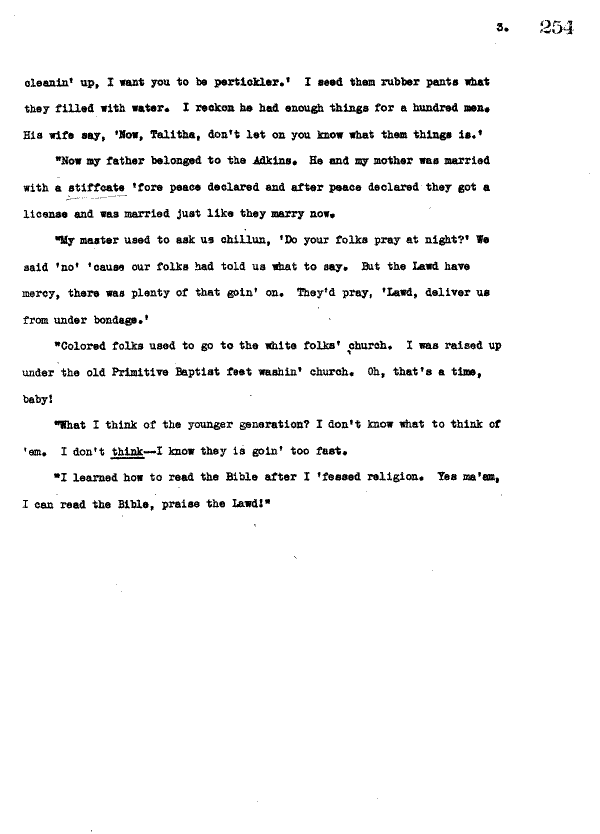 3. 254
cleanin' up, I want you to be pertickler.' I seed them rubber pants what
they filled with water. I reckon he had enough things for a hundred men.
His wife say, 'Now, Talitha, don't let on you know what them things is.'
"Now my father belonged to the Adkins. He and my mother was married
with a stiffcate 'fore peace declared and after peace declared they got a
license and was married just like they marry now.
"My master used to ask us chillun, 'Do your folks pray at night?' We
said 'no' 'cause our folks had told us what to say. But the Lawd have
mercy, there was plenty of that goin' on. They'd pray, 'Lawd, deliver us
from under bondage.'
"Colored folks used to go to the white folks' church. I was raised up
under the old Primitive Baptist feet washin' church. Oh, that's a time,
baby!
"What I think of the younger generation? I don't know what to think of
'em. I don't think—I know they is goin' too fast.
"I learned how to read the Bible after I 'fessed religion. Yes ma'am,
I can read the Bible, praise the Lawd!"